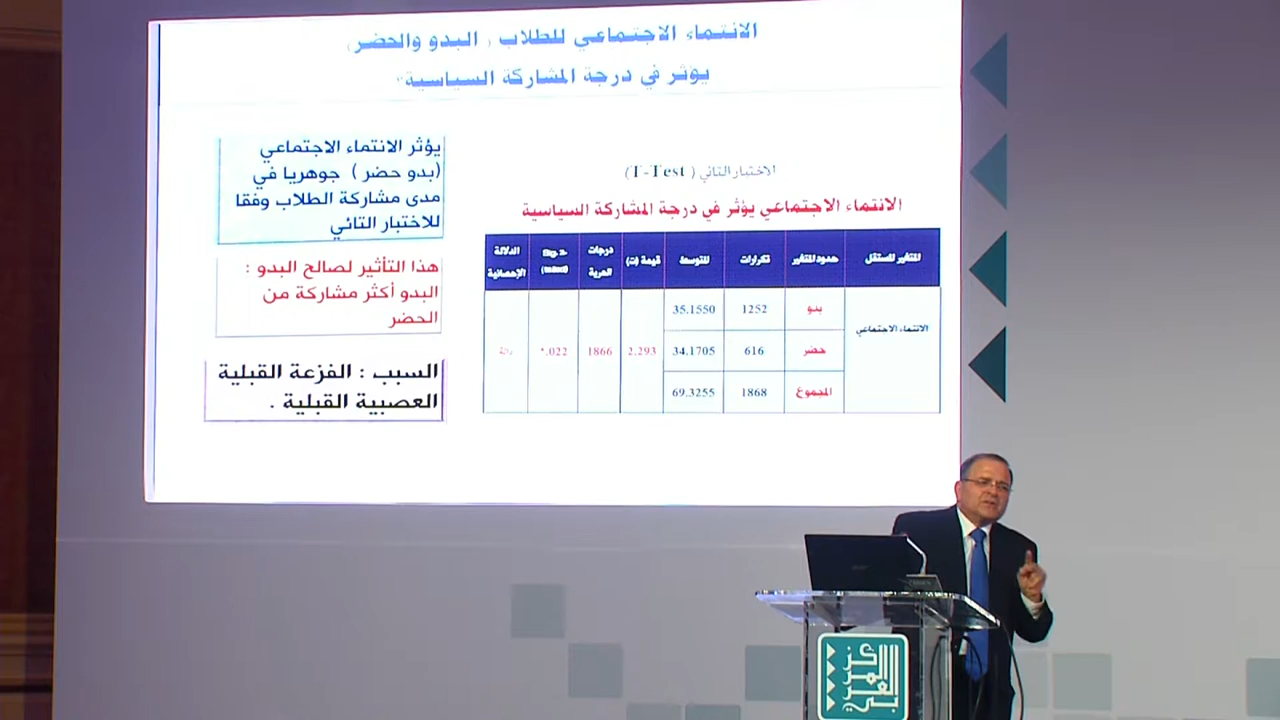 الانتماء الاجتماعي للطلاب ( البدو والحضر)
يؤثر في درجة المشاركة السياسية"
يؤثر الانتماء الاجتماعي
(بدو حضر ) جوهريا في
مدى مشاركة الطلاب وفقا
للاختبار التائي
هذا التأثير لصالح البدو :
البدو أكثر مشاركة من
الحضر
السبب : الفزعة القبلية
العصبية القبلية .
الاختبار التائي ( T-Test)
الانتماء الاجتماعي يؤثر في درجة المشاركة السياسية
المتغير المستقل حدود المتغير تكرارات المتوسط قيمة (ت) درجات الحرية Sig. 2- (tailed) الدلالة الإحصائية
الانتماء الاجتماعي بدو 1252 35.1550 2.293 1866 *.022 دالة
حضر 616 34.1705
المجموع 1868 69.3255